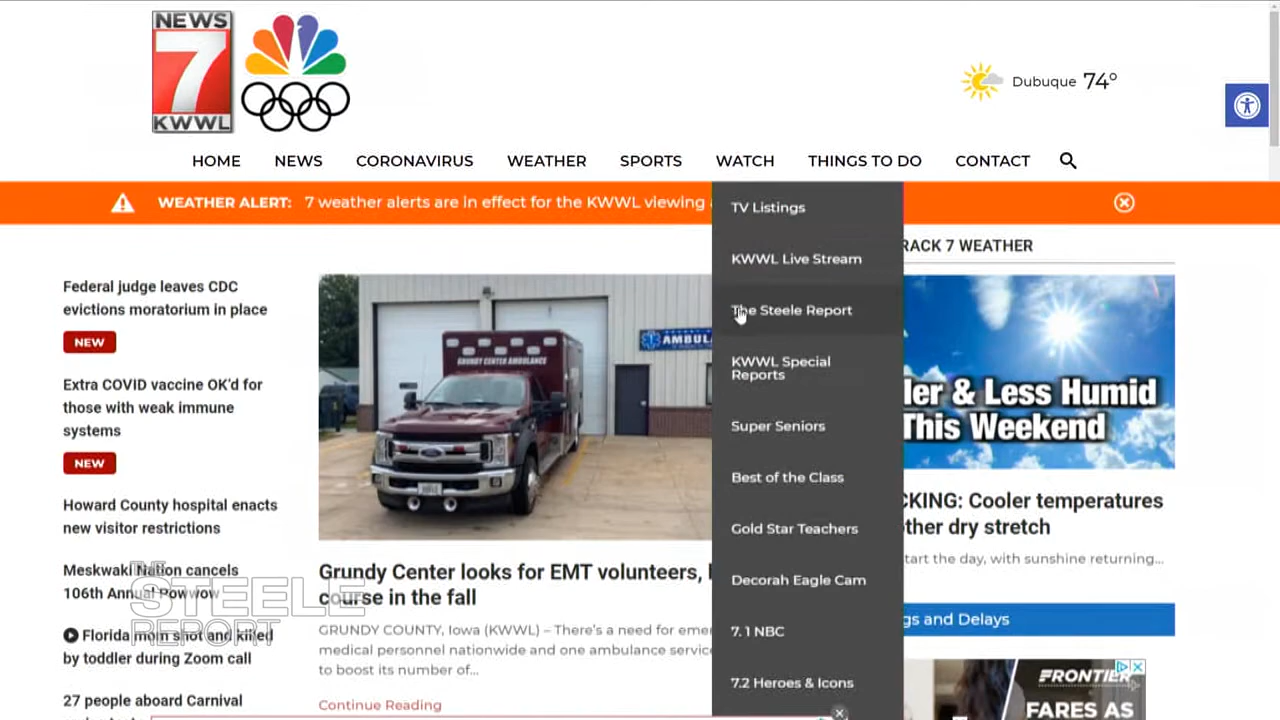 NEWS
7
KWWL
Dubuque 74°
HOME NEWS CORONAVIRUS WEATHER SPORTS WATCH THINGS TO DO CONTACT
WEATHER ALERT: 7 weather alerts are in effect for the KWWL viewing
TV Listings
KWWL Live Stream
The Steele Report
KWWL Special
Reports
Super Seniors
Best of the Class
Gold Star Teachers
Decorah Eagle Cam
7.1 NBC
7.2 Heroes & Icons
Federal judge leaves CDC
evictions moratorium in place
NEW
Extra COVID vaccine OK'd for
those with weak immune
systems
NEW
Howard County hospital enacts
new visitor restrictions
Meskwaki Nation cancels
106th Annual Powwow
Florida mom shot and killed
by toddler during Zoom call
27 people aboard Carnival
THE
STEELE
REPORT
GRUNDY CENTER AMBULANCE
AMBULA
Grundy Center looks for EMT volunteers,
course in the fall
GRUNDY COUNTY, Iowa (KWWL) – There's a need for emer
medical personnel nationwide and one ambulance service
to boost its number of...
Continue Reading
RACK 7 WEATHER
ler & Less Humid
This Weekend
CKING: Cooler temperatures
ther dry stretch
tart the day, with sunshine returning...
gs and Delays
FRONTIER
FARES AS